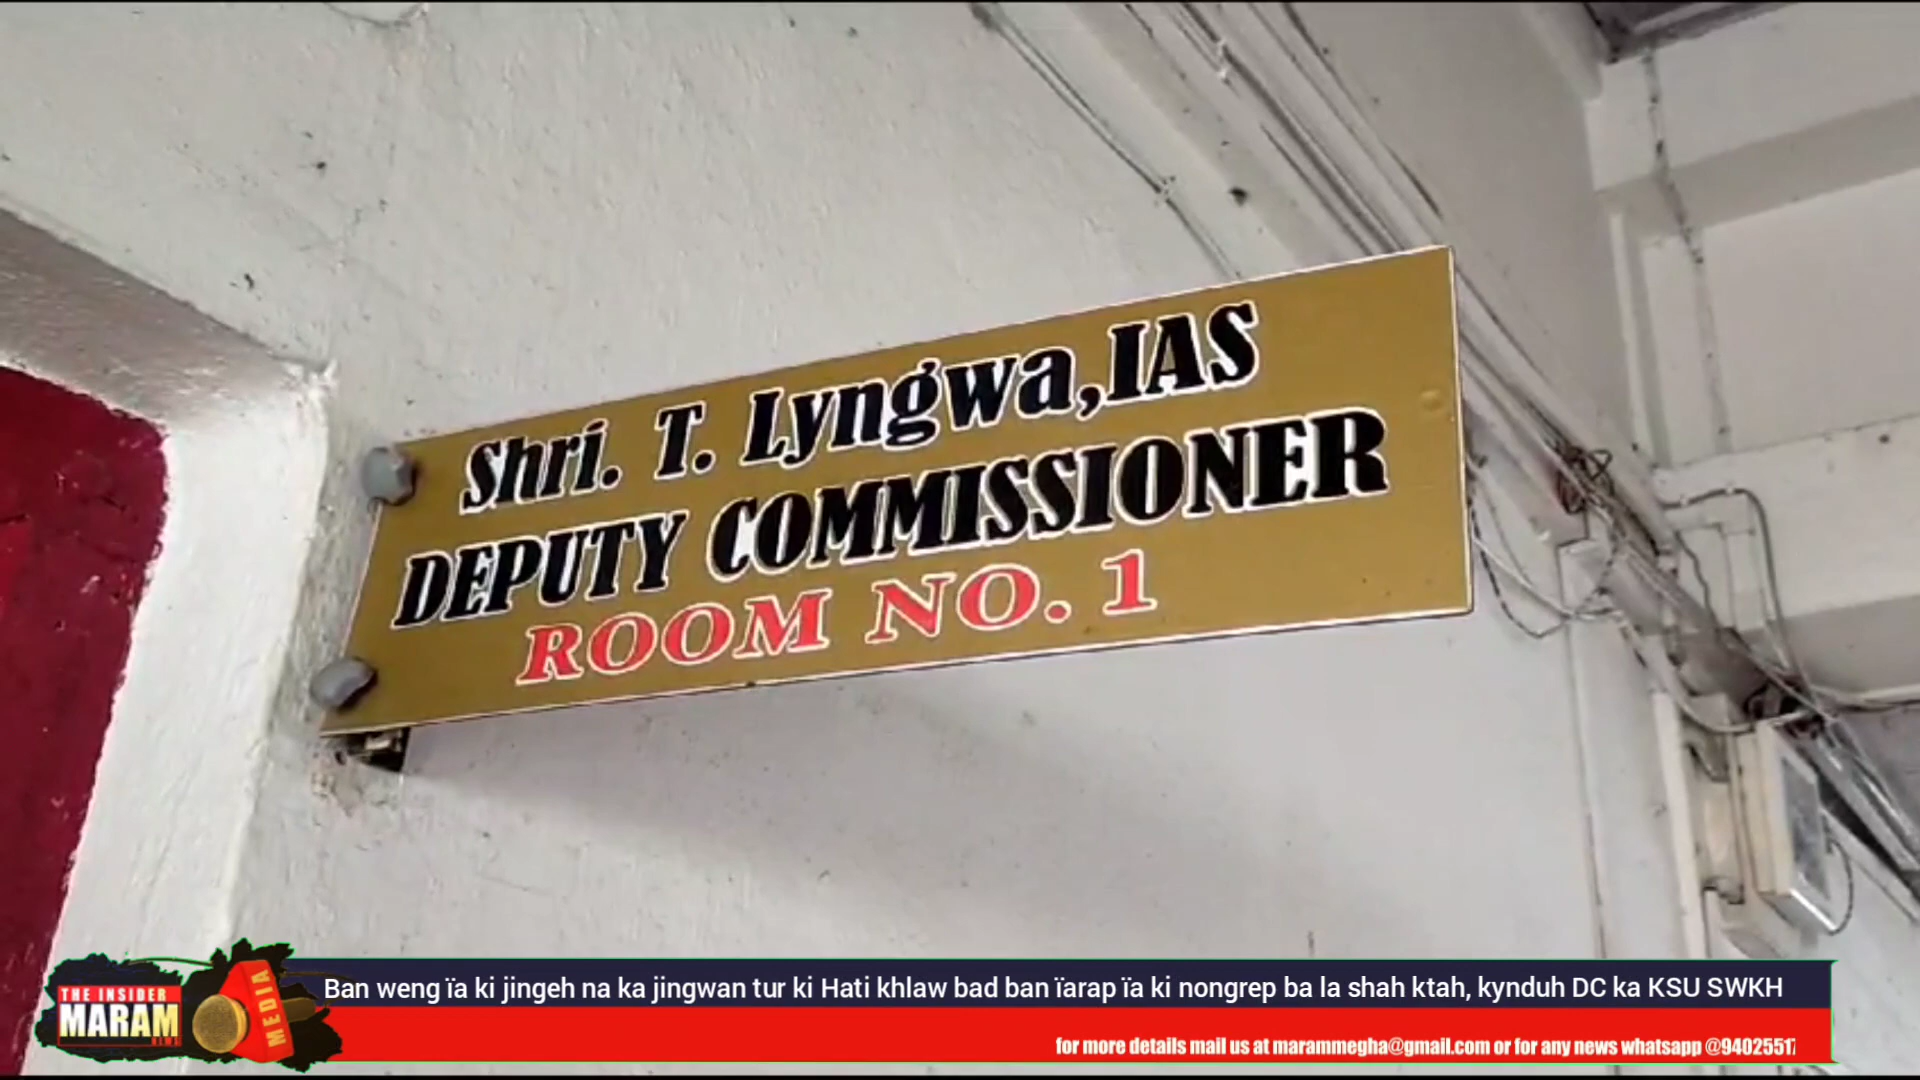 Shri. T. Lyngwa,IAS
DEPUTY COMMISSIONER
ROOM NO. 1
THE INSIDER
MARAM
NEWS
MEDIA
Ban weng ïa ki jingeh na ka jingwan tur ki Hati khlaw bad ban ïarap ïa ki nongrep ba la shah ktah, kynduh DC ka KSU SWKH
for more details mail us at marammegha@gmail.com or for any news whatsapp @9402551